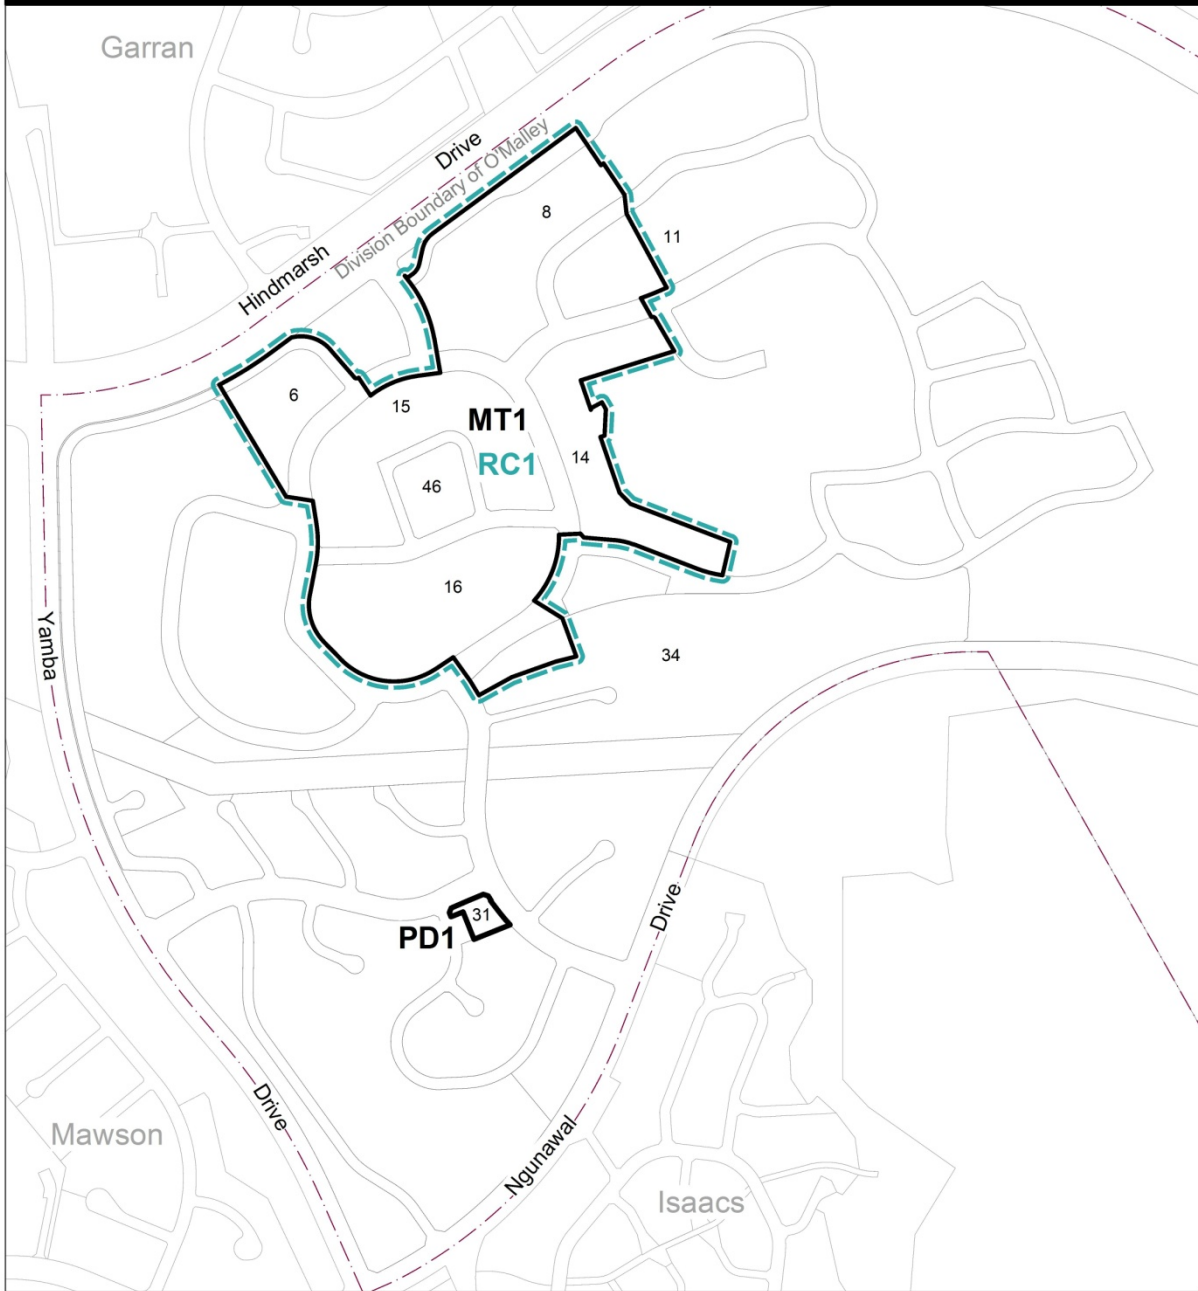 Garran
Drive
Division Boundary of O'Malley
Hindmarsh
8
11
6
15
MT1
RC1
14
46
16
Yamba
34
Drive
31
PD1
Drive
Mawson
Ngunawal
Isaacs